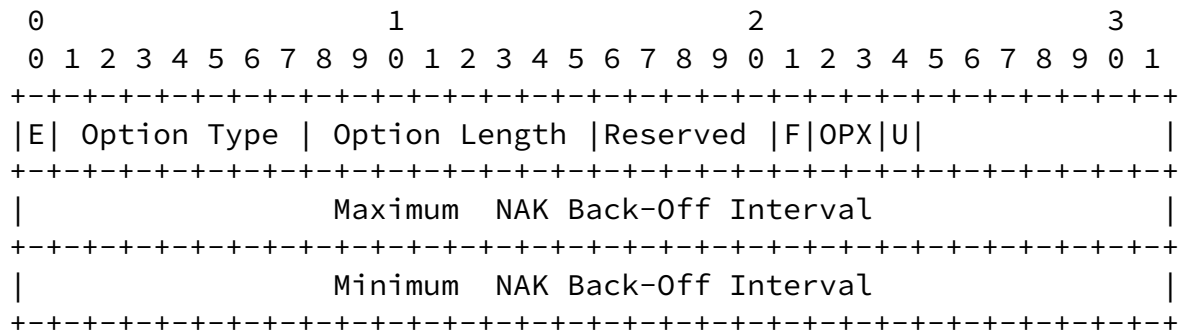 0                   1                   2                   3
 0 1 2 3 4 5 6 7 8 9 0 1 2 3 4 5 6 7 8 9 0 1 2 3 4 5 6 7 8 9 0 1
+-+-+-+-+-+-+-+-+-+-+-+-+-+-+-+-+-+-+-+-+-+-+-+-+-+-+-+-+-+-+-+-+
|E| Option Type | Option Length |Reserved |F|OPX|U|             |
+-+-+-+-+-+-+-+-+-+-+-+-+-+-+-+-+-+-+-+-+-+-+-+-+-+-+-+-+-+-+-+-+
|                 Maximum  NAK Back-Off Interval                |
+-+-+-+-+-+-+-+-+-+-+-+-+-+-+-+-+-+-+-+-+-+-+-+-+-+-+-+-+-+-+-+-+
|                 Minimum  NAK Back-Off Interval                |
+-+-+-+-+-+-+-+-+-+-+-+-+-+-+-+-+-+-+-+-+-+-+-+-+-+-+-+-+-+-+-+-+